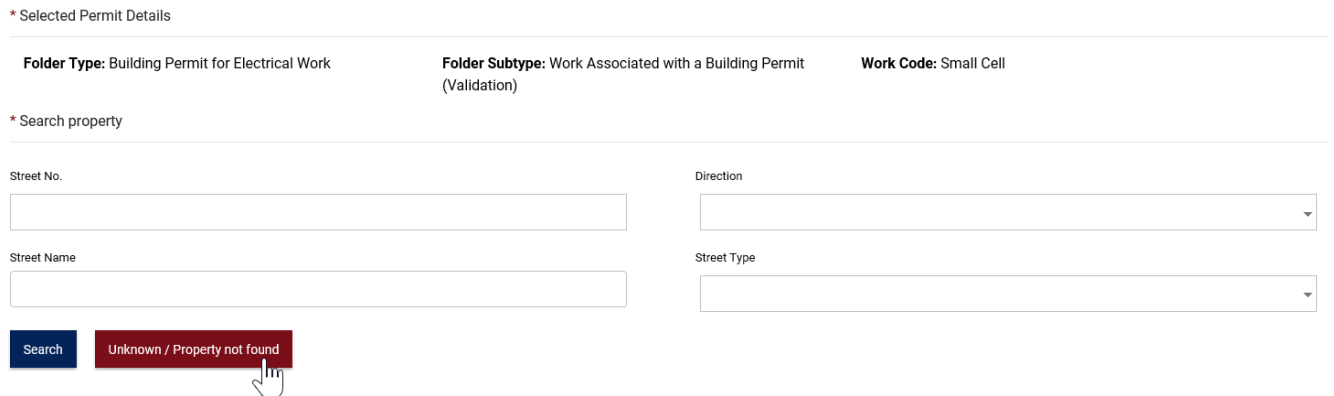 * Selected Permit Details
Folder Type: Building Permit for Electrical Work
Folder Subtype: Work Associated with a Building Permit
(Validation)
Work Code: Small Cell
* Search property
Street No.
Direction
Street Name
Street Type
Search
Unknown / Property not found